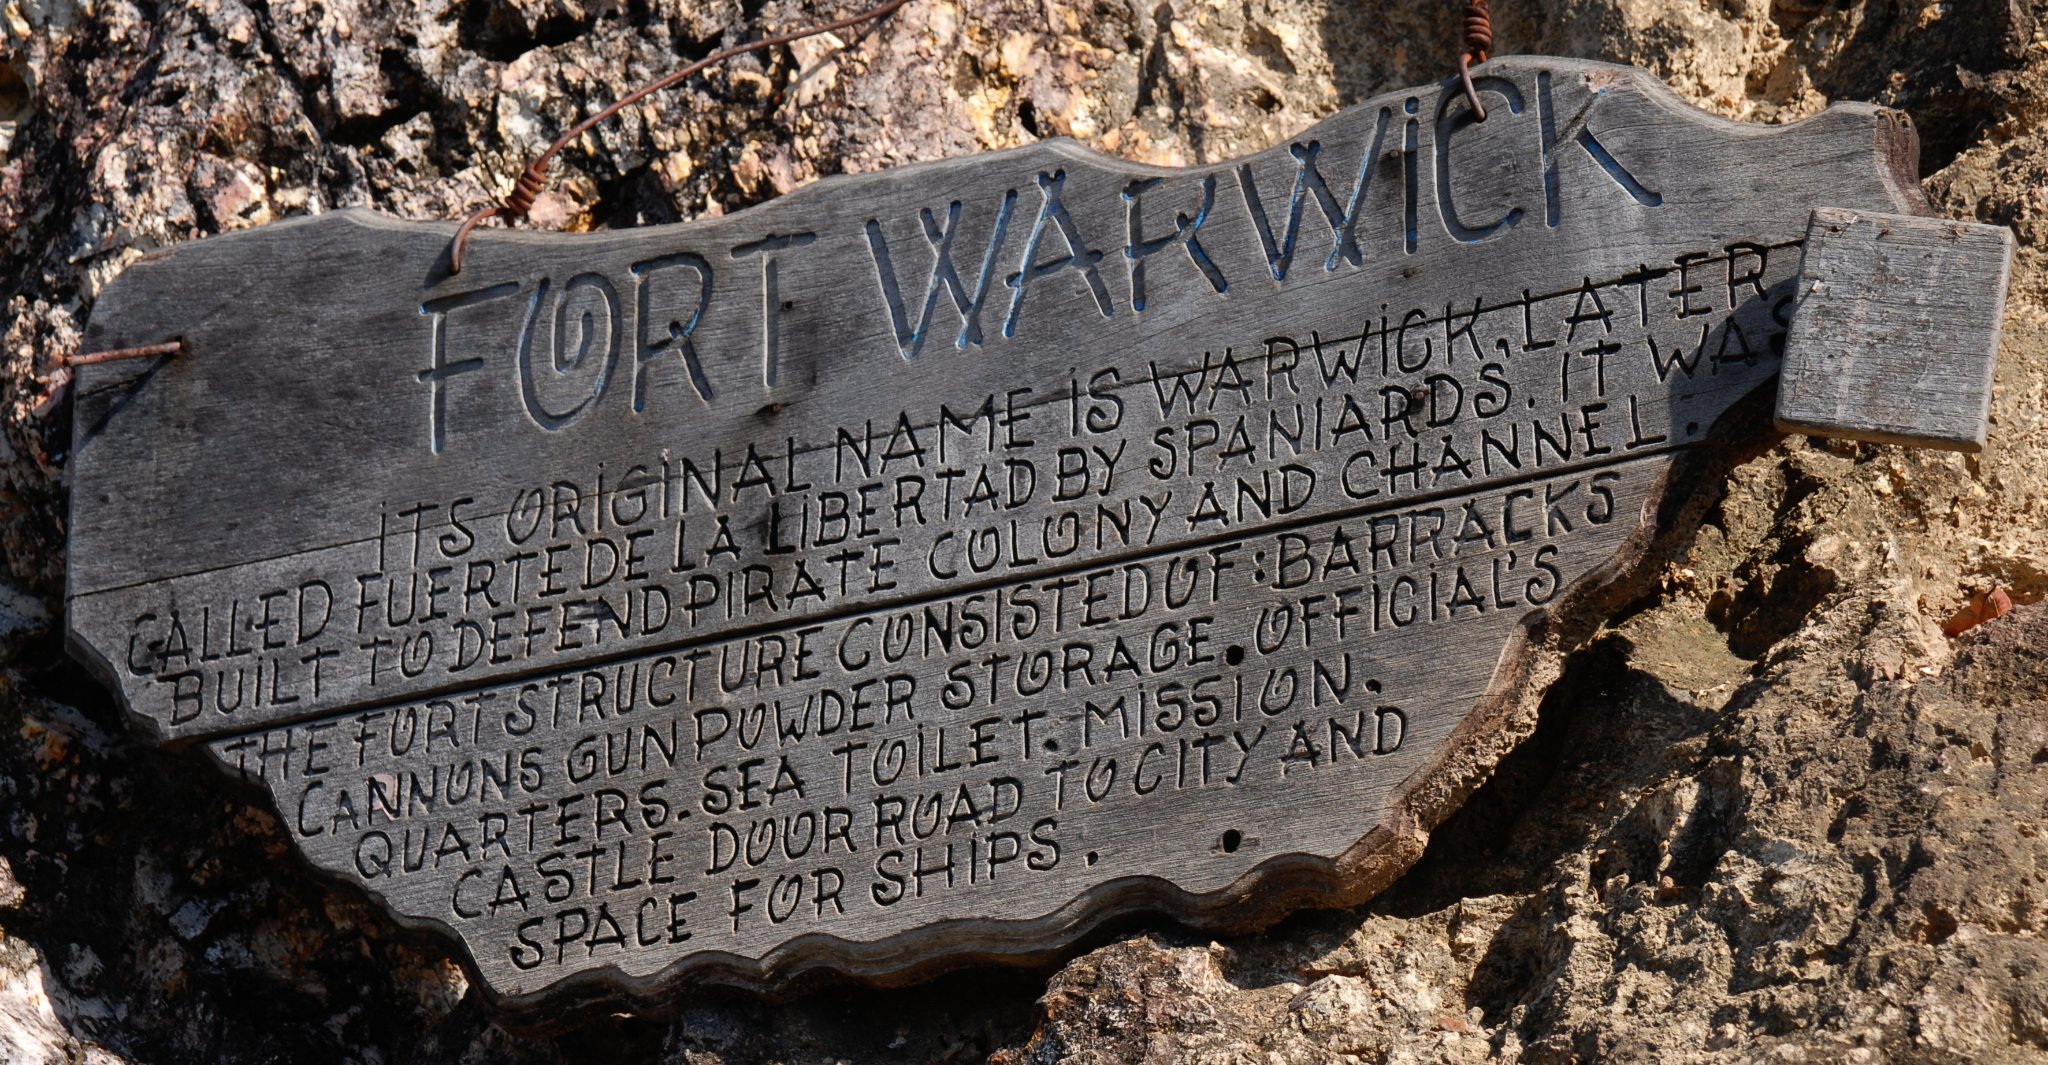 FORT WARWICK
ITS ORIGINAL NAME IS WARWICK, LATER
CALLED FUERTE DE LA LIBERTAD BY SPANIARDS. IT WAS
BUILT TO DEFEND PIRATE COLONY AND CHANNEL.
THE FORT STRUCTURE CONSISTED OF: BARRACKS
CANNONS GUN POWDER STORAGE. OFFICIAL'S
QUARTERS. SEA TOILET. MISSION.
CASTLE DOOR ROAD TO CITY AND
SPACE FOR SHIPS.